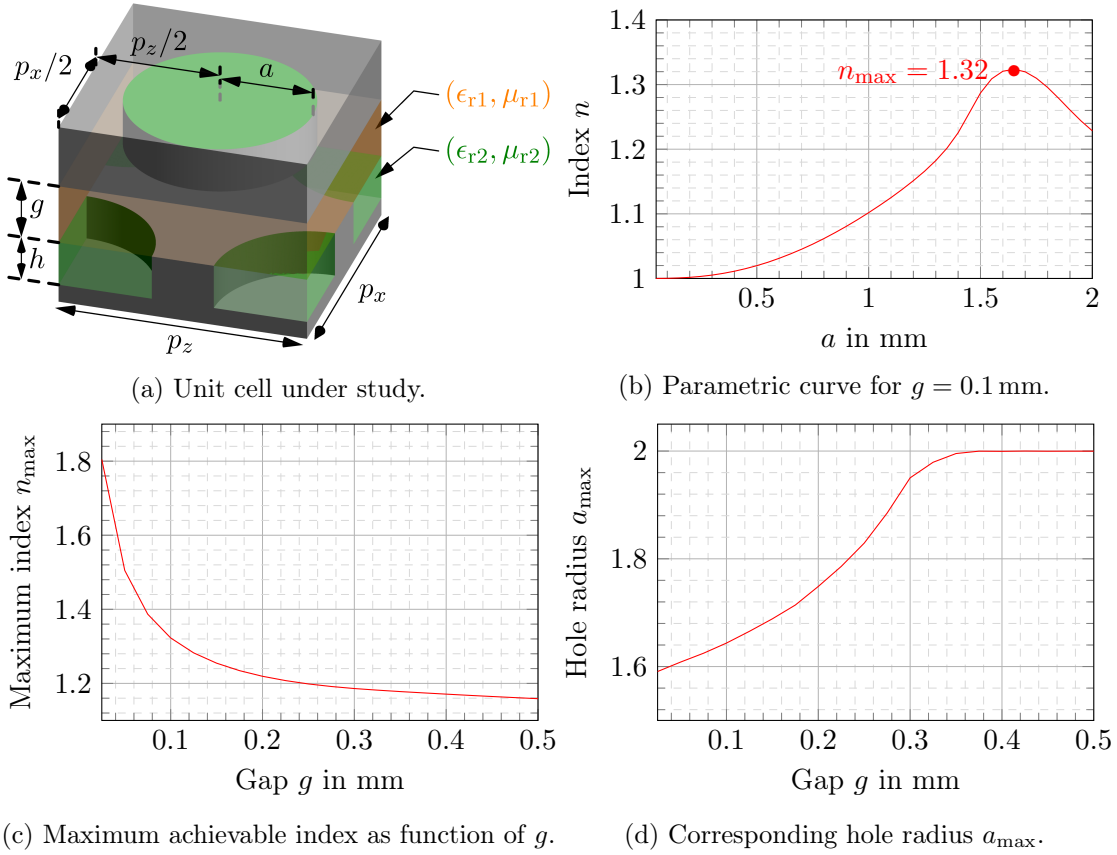 p_z/2
p_x/2
a
(ϵ_r1, μ_r1)
(ϵ_r2, μ_r2)
g
h
p_x
p_z
(a) Unit cell under study.
1.4
1.3
1.2
1.1
1
Index n
n_max = 1.32
0.5
1
1.5
2
a in mm
(b) Parametric curve for g = 0.1 mm.
1.8
1.6
1.4
1.2
Maximum index n_max
0.1
0.2
0.3
0.4
0.5
Gap g in mm
(c) Maximum achievable index as function of g.
2
1.8
1.6
Hole radius a_max
0.1
0.2
0.3
0.4
0.5
Gap g in mm
(d) Corresponding hole radius a_max.